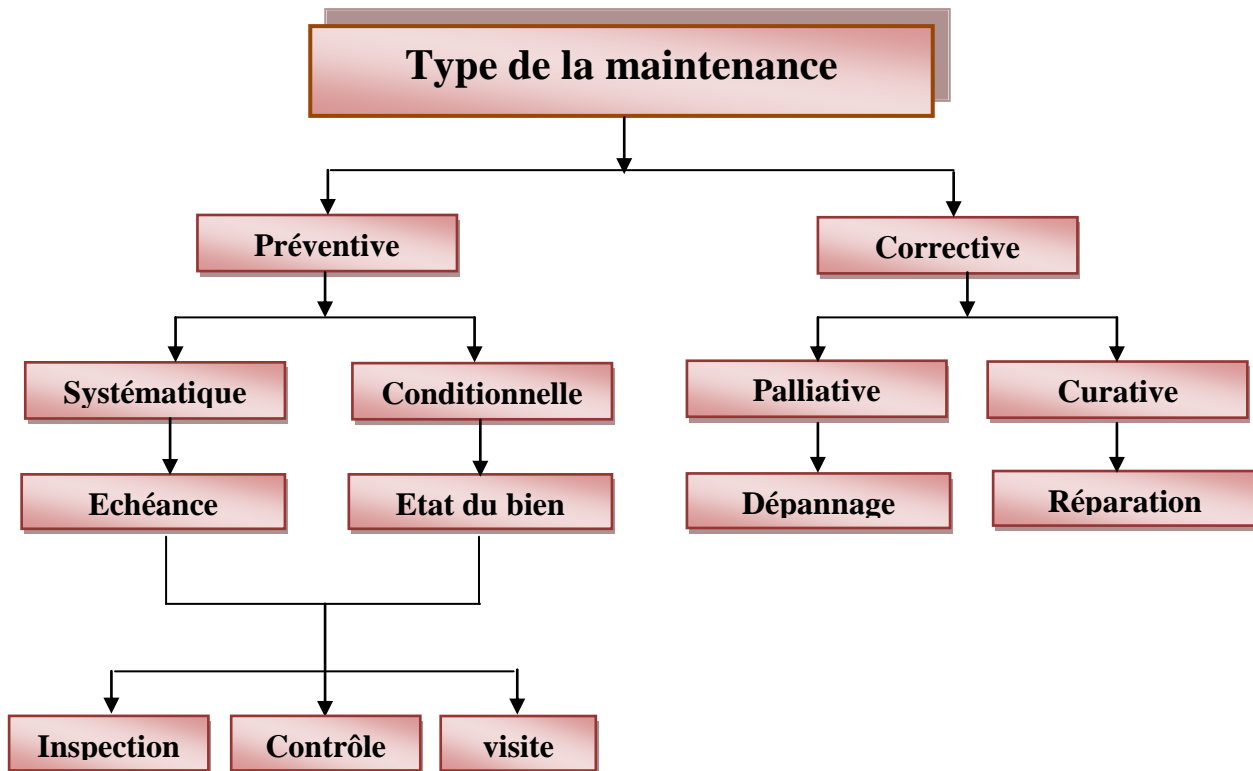 Type de la maintenance
Préventive
Corrective
Systématique
Conditionnelle
Palliative
Curative
Echéance
Etat du bien
Dépannage
Réparation
Inspection
Contrôle
visite